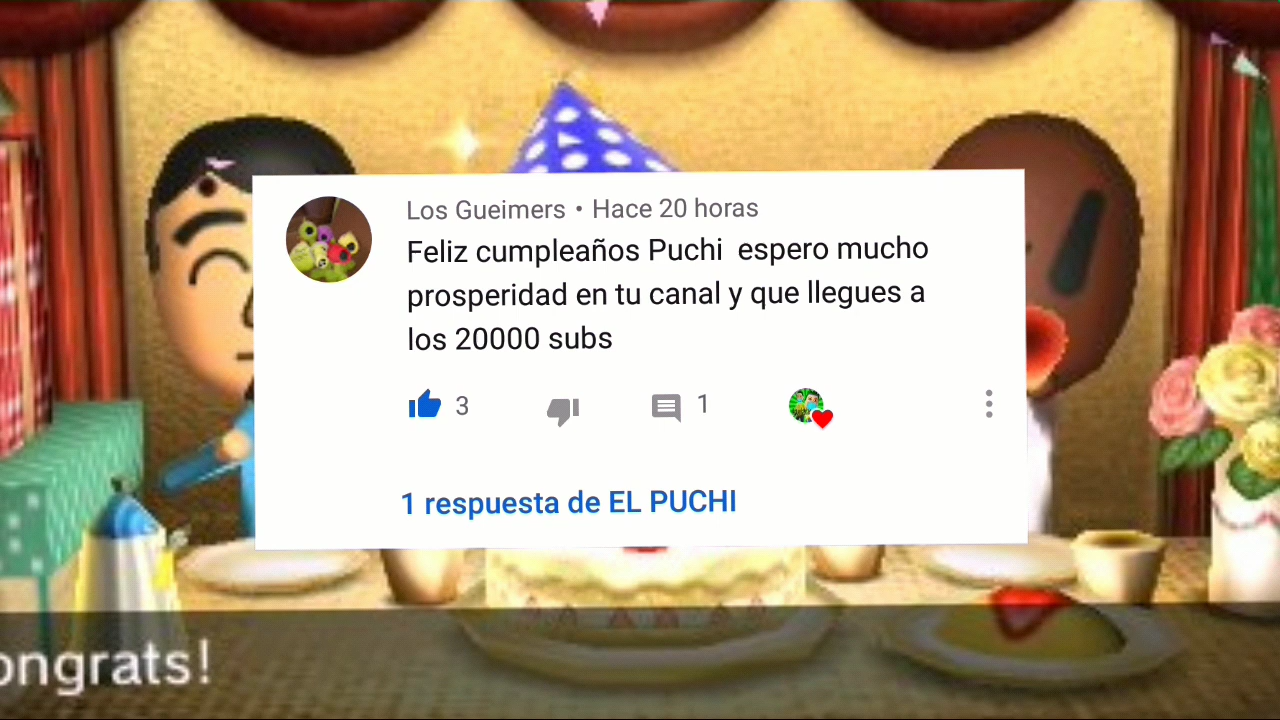 Los Gueimers • Hace 20 horas
Feliz cumpleaños Puchi espero mucho
prosperidad en tu canal y que llegues a
los 20000 subs
3
1
1 respuesta de EL PUCHI
ongrats!